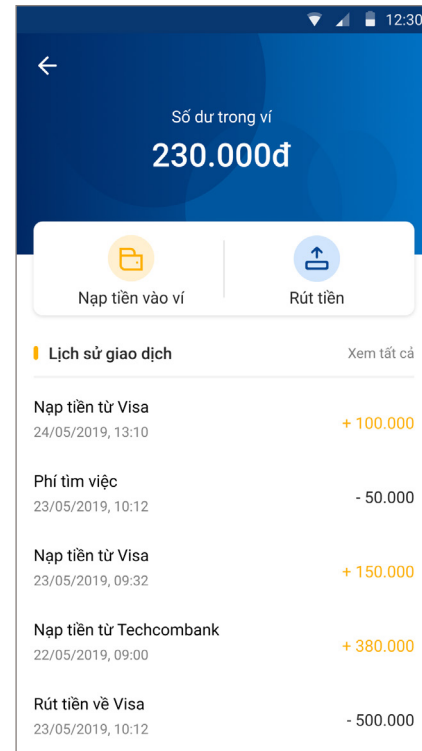 12:30
Số dư trong ví
230.000đ
Nạp tiền vào ví
Rút tiền
Lịch sử giao dịch
Xem tất cả
Nạp tiền từ Visa
24/05/2019, 13:10
+ 100.000
Phí tìm việc
23/05/2019, 10:12
- 50.000
Nạp tiền từ Visa
23/05/2019, 09:32
+ 150.000
Nạp tiền từ Techcombank
22/05/2019, 09:00
+ 380.000
Rút tiền về Visa
23/05/2019, 10:12
- 500.000